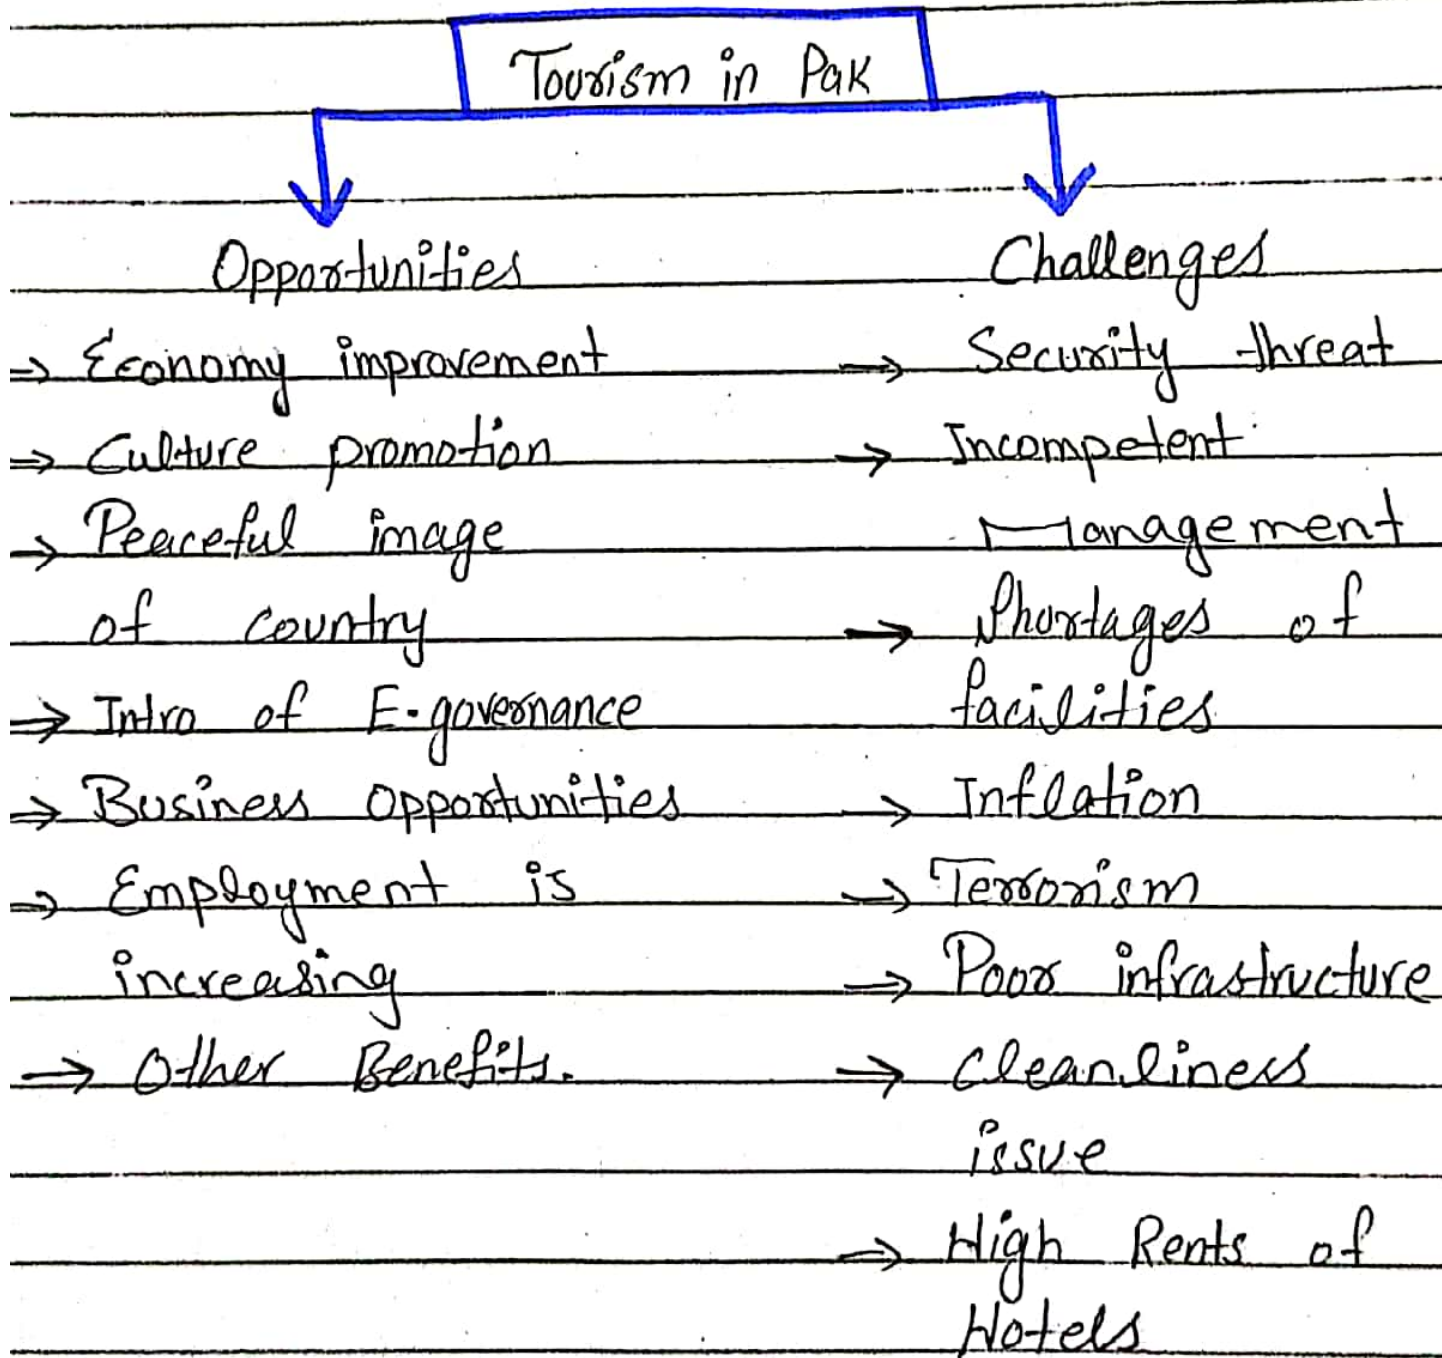 Tourism in Pak
Opportunities
⇒ Economy improvement
⇒ Culture promotion
⇒ Peaceful image
of country
⇒ Intro of E-governance
⇒ Business Opportunities
⇒ Employment is
increasing
⇒ Other Benefits.
Challenges
⇒ Security threat
⇒ Incompetent
Management
⇒ Shortages of
facilities
⇒ Inflation
⇒ Terrorism
⇒ Poor infrastructure
⇒ Cleanliness
issue
⇒ High Rents of
Hotels